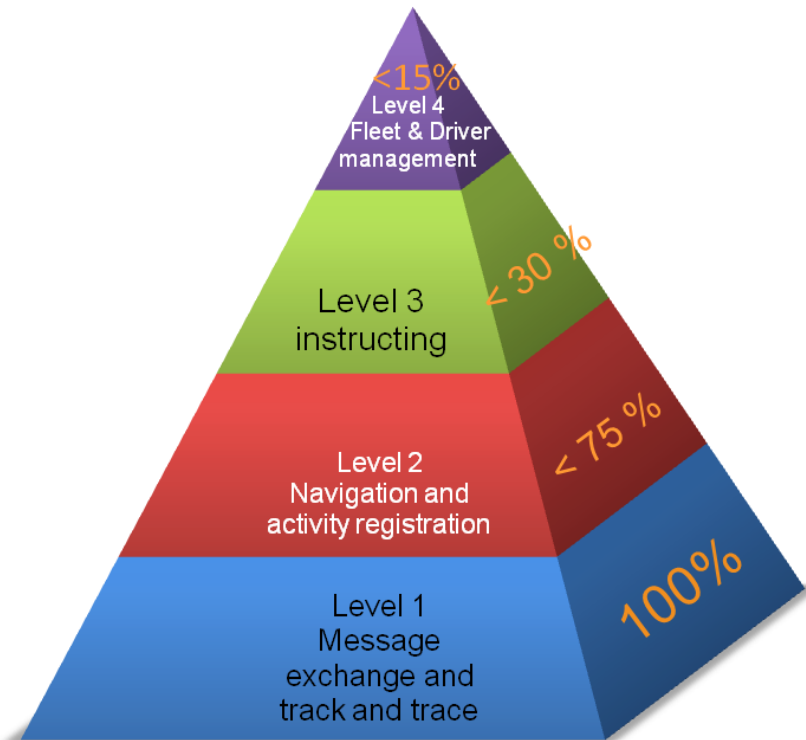 <15%
Level 4
Fleet & Driver
management
< 30 %
Level 3
instructing
< 75 %
Level 2
Navigation and
activity registration
100%
Level 1
Message
exchange and
track and trace